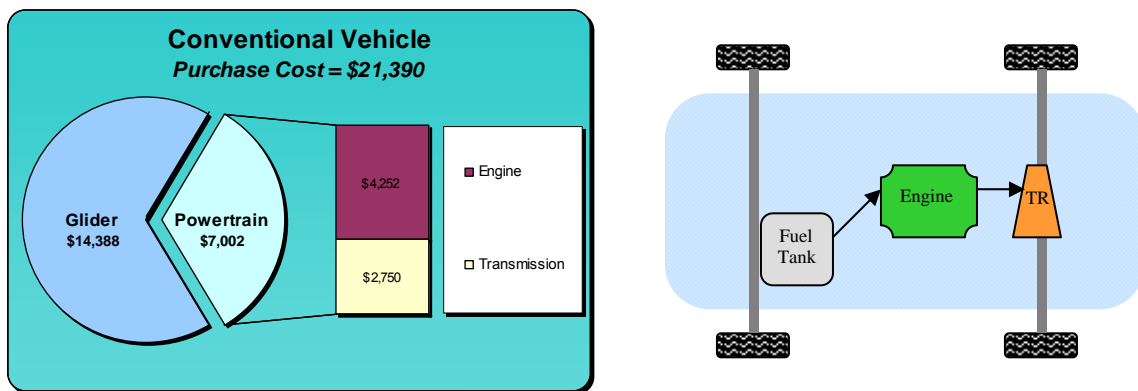 Conventional Vehicle
Purchase Cost = $21,390
Glider
$14,388
Powertrain
$7,002
$4,252
$2,750
Engine
Transmission
Fuel
Tank
Engine
TR